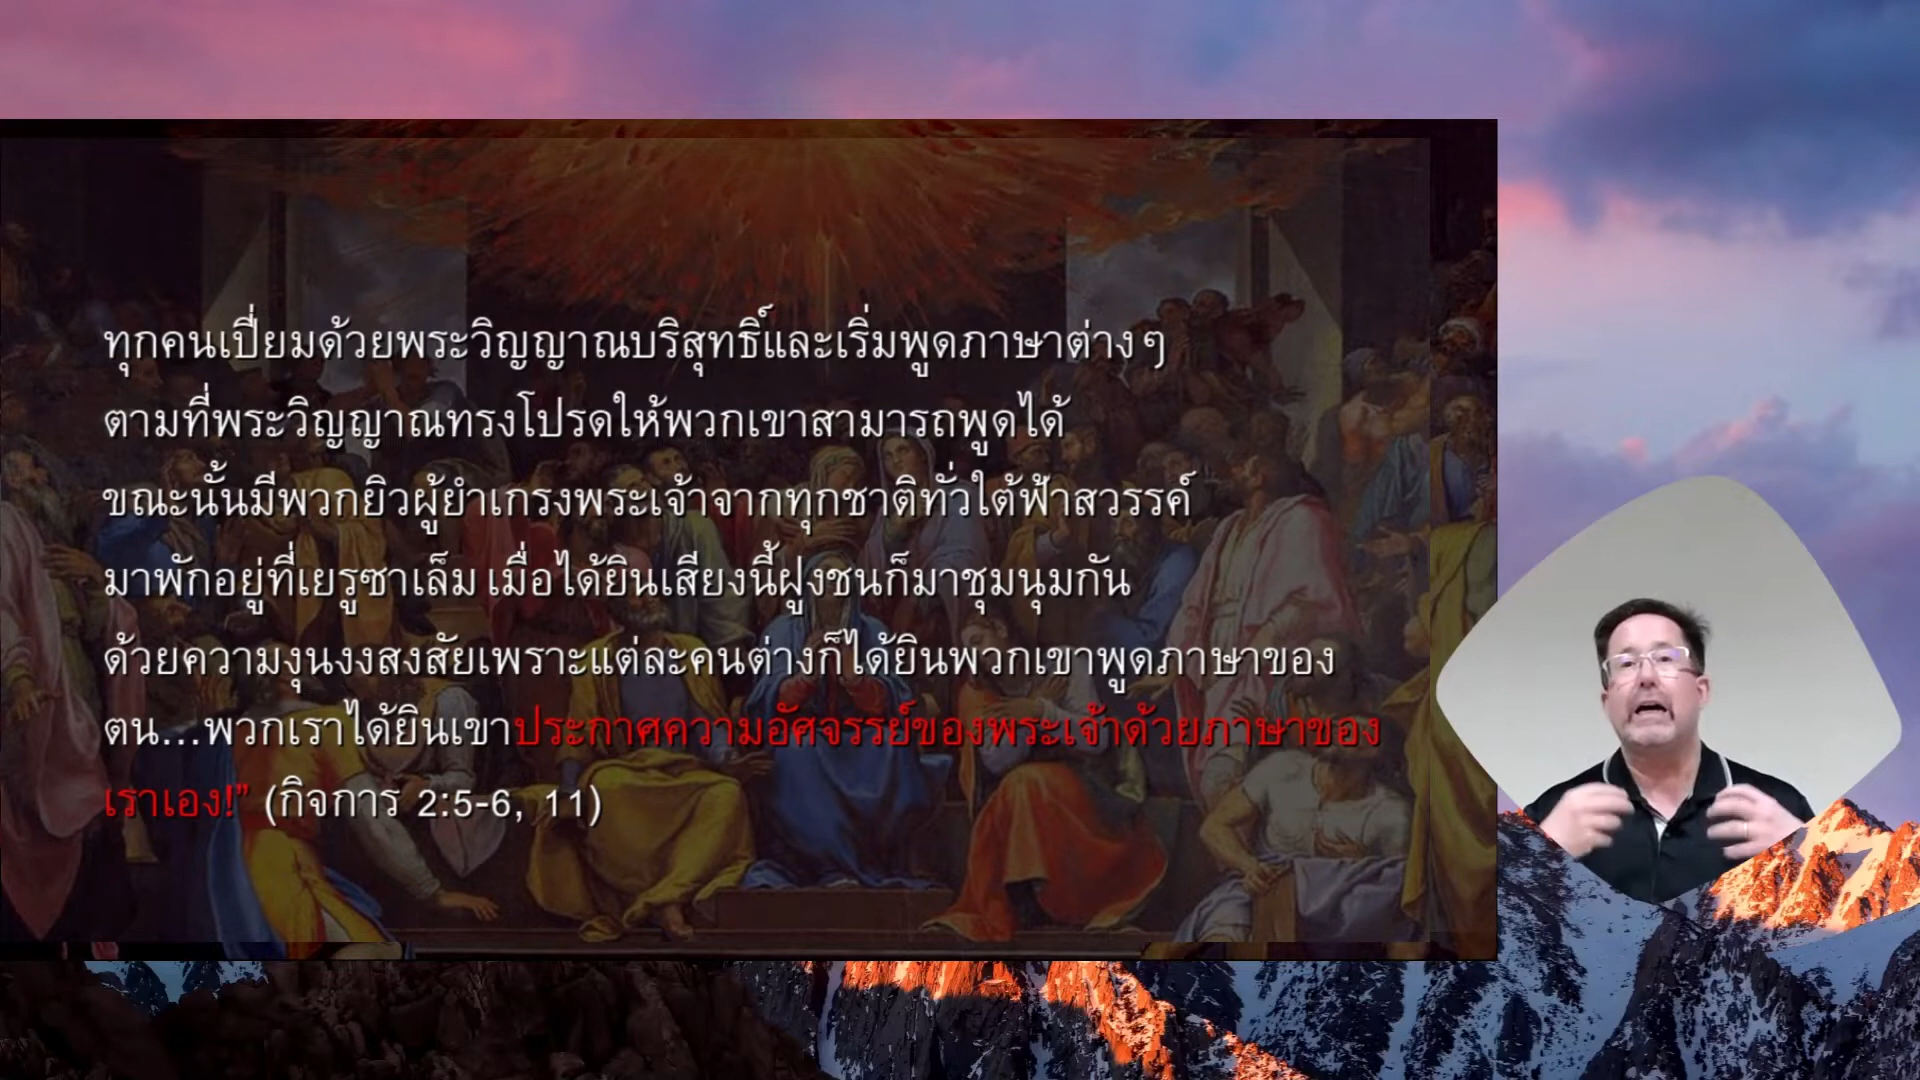 ทุกคนเปี่ยมด้วยพระวิญญาณบริสุทธิ์และเริ่มพูดภาษาต่างๆ
ตามที่พระวิญญาณทรงโปรดให้พวกเขาสามารถพูดได้
ขณะนั้นมีพวกยิวผู้ยำเกรงพระเจ้าจากทุกชาติทั่วใต้ฟ้าสวรรค์
มาพักอยู่ที่เยรูซาเล็ม เมื่อได้ยินเสียงนี้ฝูงชนก็มาชุมนุมกัน
ด้วยความงุนงงสงสัยเพราะแต่ละคนต่างก็ได้ยินพวกเขาพูดภาษาของ
ตน...พวกเราได้ยินเขาประกาศความอัศจรรย์ของพระเจ้าด้วยภาษาของ
เราเอง!” (กิจการ 2:5-6, 11)